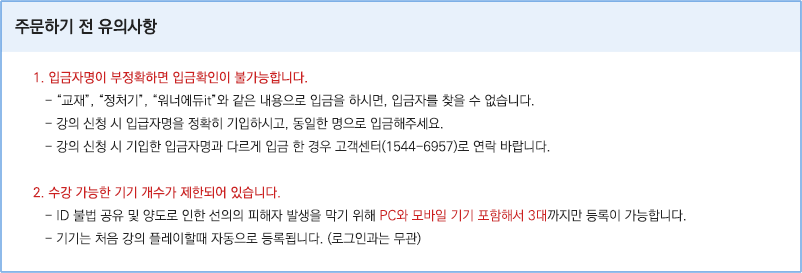 주문하기 전 유의사항
1. 입금자명이 부정확하면 입금확인이 불가능합니다.
- “교재”, “정처기”, “워너에듀it”와 같은 내용으로 입금을 하시면, 입금자를 찾을 수 없습니다.
- 강의 신청 시 입급자명을 정확히 기입하시고, 동일한 명으로 입금해주세요.
- 강의 신청 시 기입한 입금자명과 다르게 입금 한 경우 고객센터(1544-6957)로 연락 바랍니다.
2. 수강 가능한 기기 개수가 제한되어 있습니다.
- ID 불법 공유 및 양도로 인한 선의의 피해자 발생을 막기 위해 PC와 모바일 기기 포함해서 3대까지만 등록이 가능합니다.
- 기기는 처음 강의 플레이할때 자동으로 등록됩니다. (로그인과는 무관)